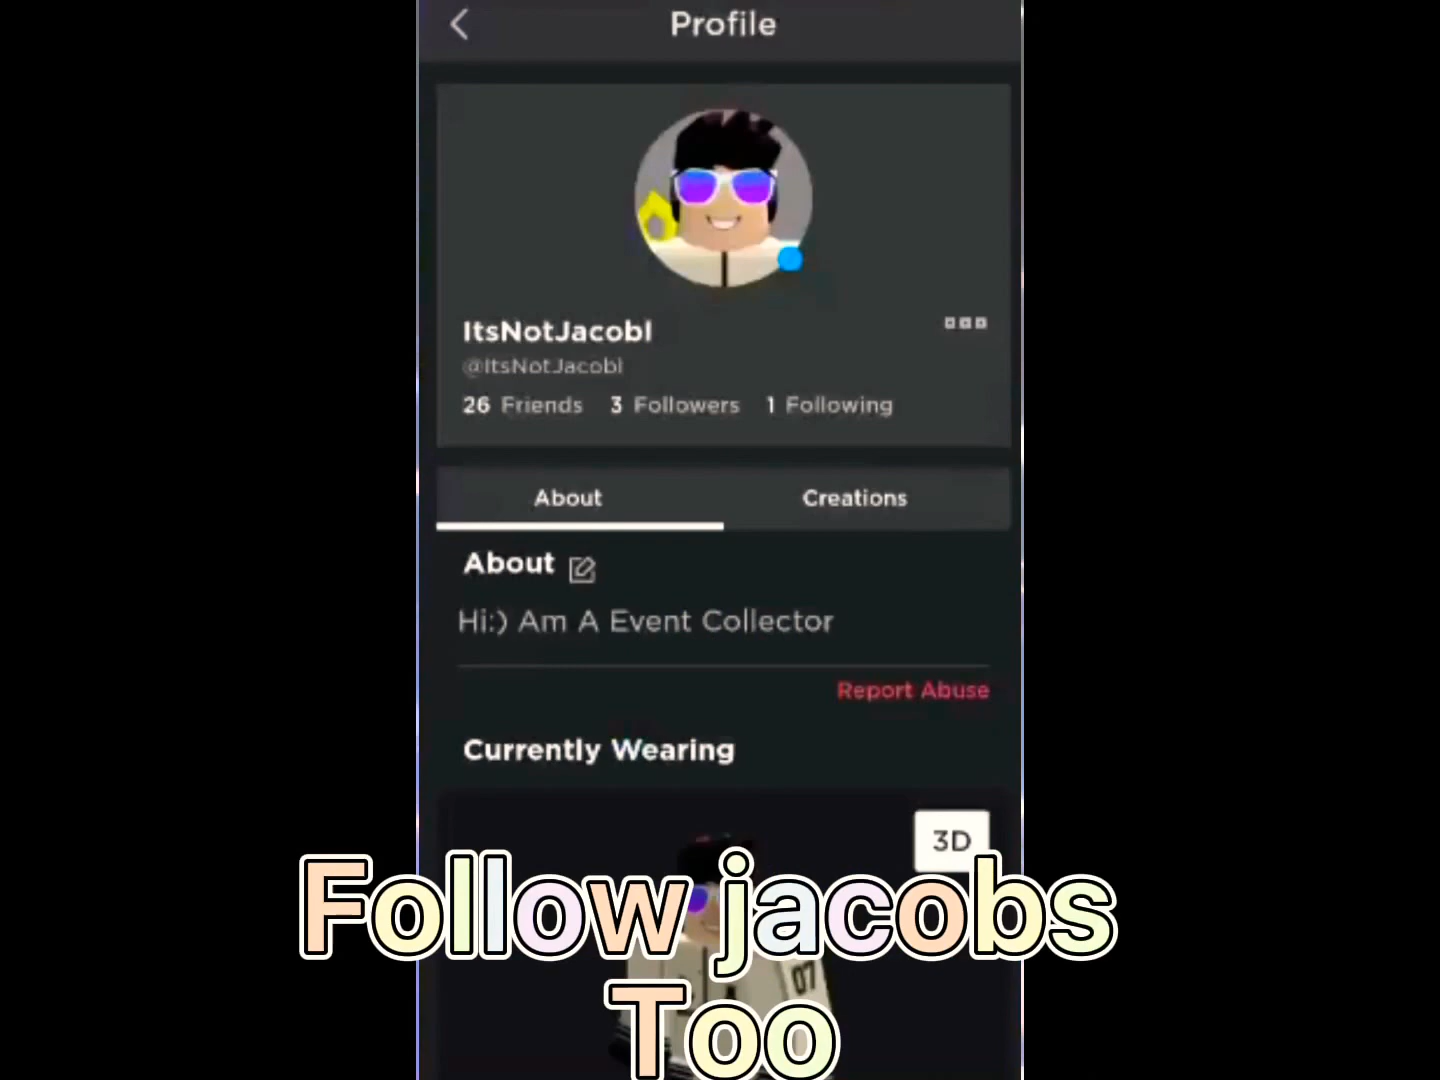 Profile
ItsNotJacobl
@ItsNotJacobl
26 Friends 3 Followers 1 Following
About Creations
About
Hi:) Am A Event Collector
Report Abuse
Currently Wearing
3D
07
Follow jacobs
Too